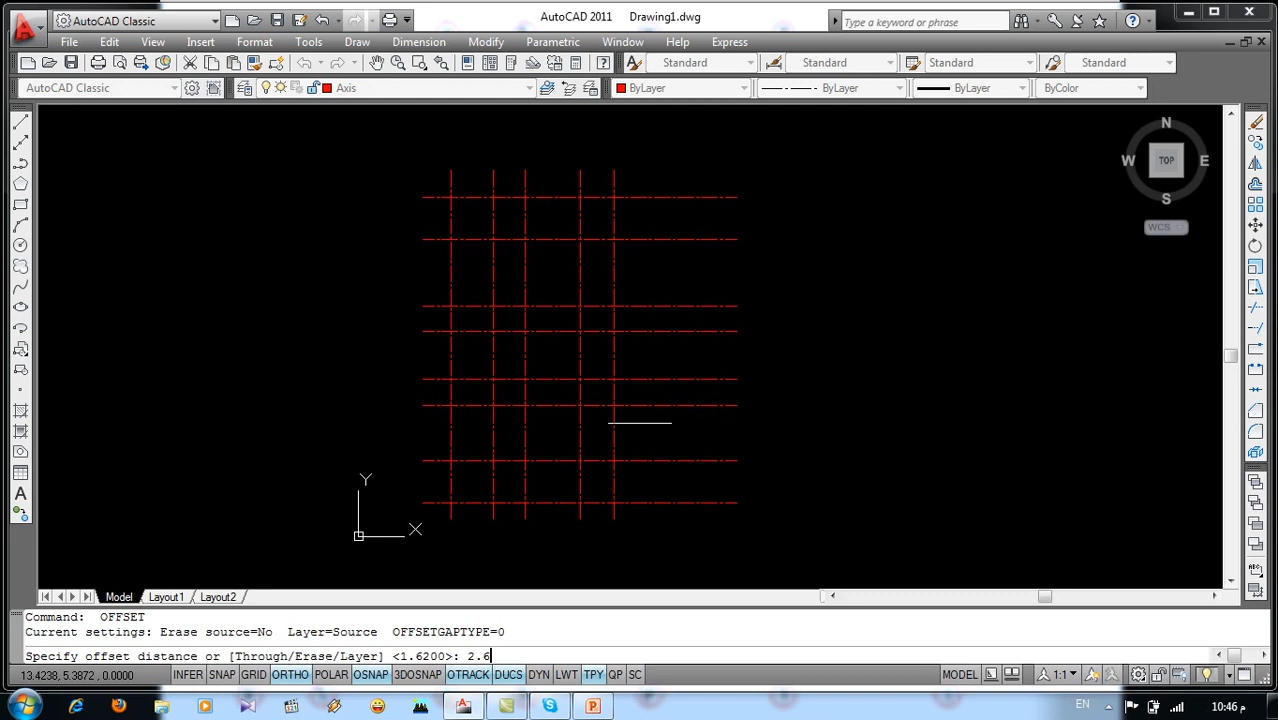 AutoCAD Classic
AutoCAD 2011 Drawing1.dwg
Type a keyword or phrase
File Edit View Insert Format Tools Draw Dimension Modify Parametric Window Help Express
Standard Standard Standard Standard
AutoCAD Classic Axis ByLayer ByLayer ByLayer ByColor
N
W TOP E
S
WCS
Y
X
Model Layout1 Layout2
Command: OFFSET
Current settings: Erase source=No Layer=Source OFFSETGAPTYPE=0
Specify offset distance or [Through/Erase/Layer] <1.6200>: 2.6
13.4238, 5.3872, 0.0000 INFER SNAP GRID ORTHO POLAR OSNAP 3DOSNAP OTRACK DUCS DYN LWT TPY QP SC MODEL 1:1
EN 10:46 م